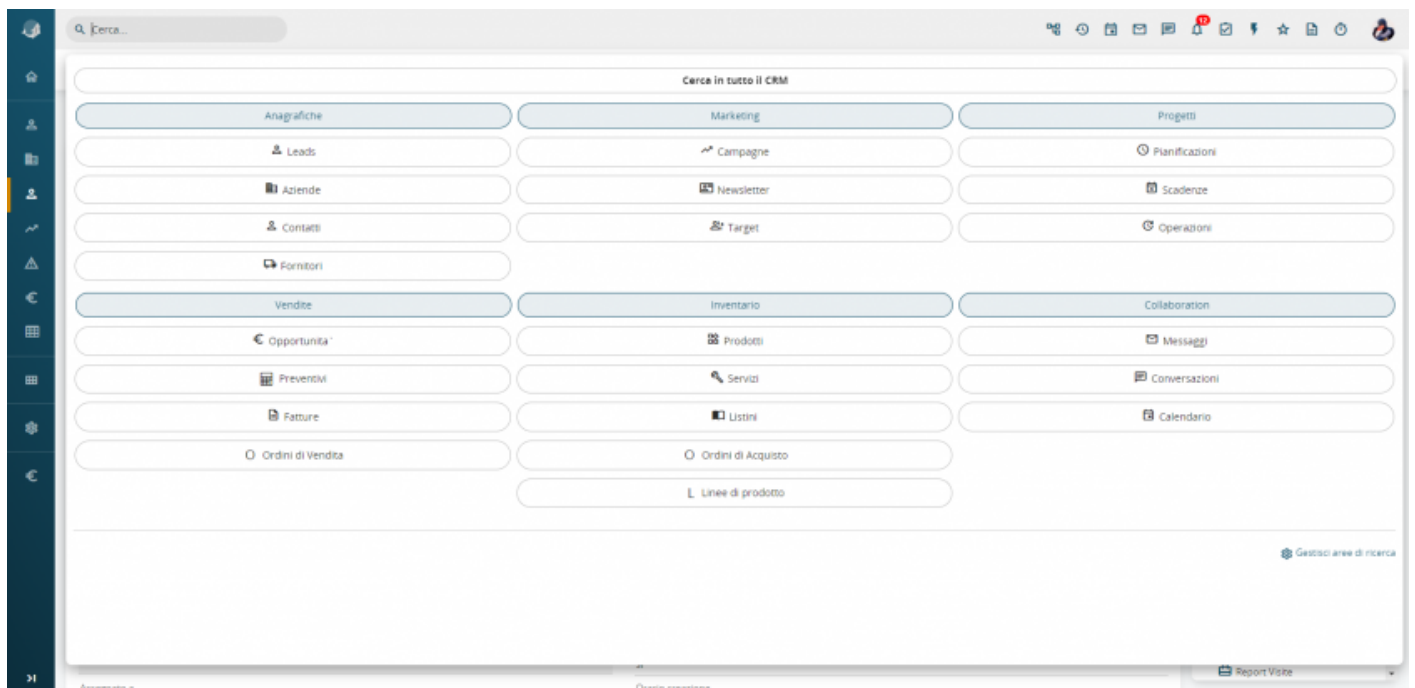 Cerca...
12
Cerca in tutto il CRM
Anagrafiche
Marketing
Progetti
Leads
Campagne
Pianificazioni
Aziende
Newsletter
Scadenze
Contatti
Target
Operazioni
Fornitori
Vendite
Inventario
Collaboration
Opportunita'
Prodotti
Messaggi
Preventivi
Servizi
Conversazioni
Fatture
Listini
Calendario
Ordini di Vendita
Ordini di Acquisto
L Linee di prodotto
Gestisci aree di ricerca
Report Visite